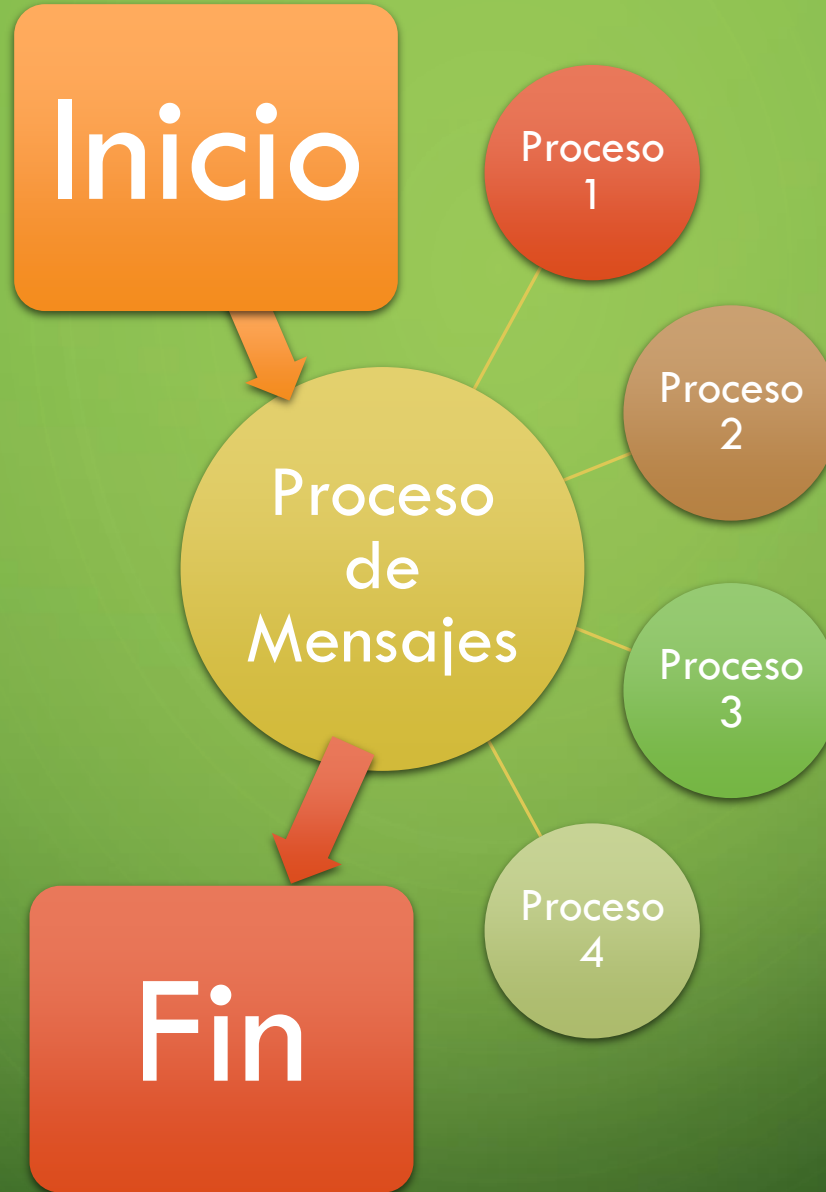 Inicio
Proceso
1
Proceso
2
Proceso
de
Mensajes
Proceso
3
Proceso
4
Fin